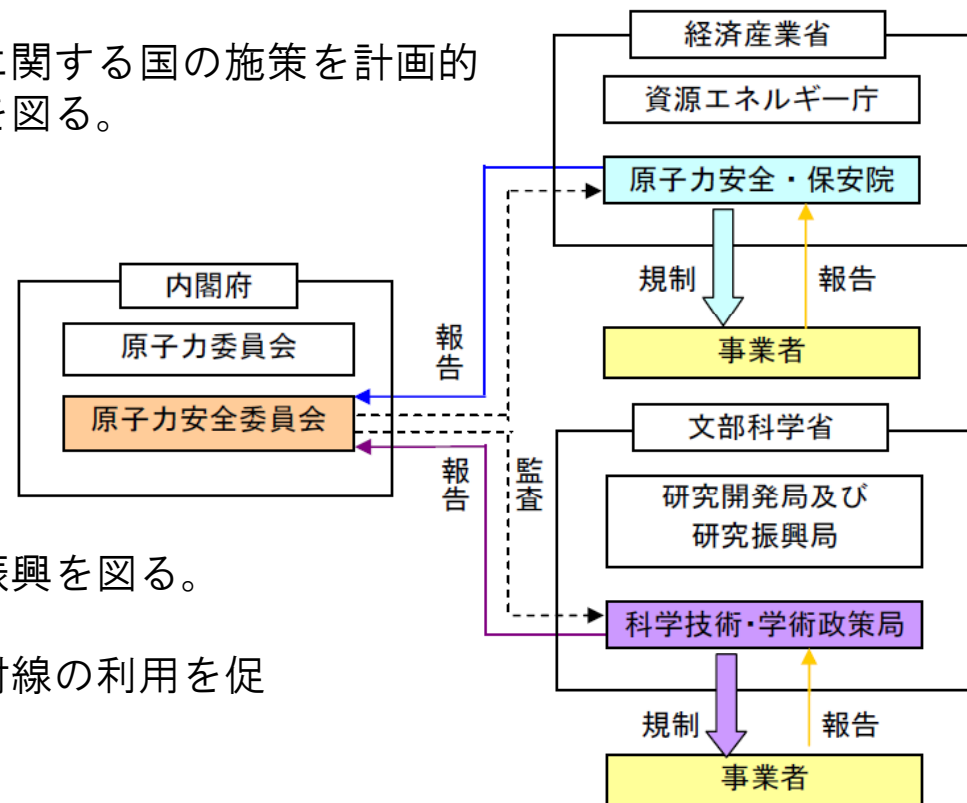 に関する国の施策を計画的
を図る。
経済産業省
資源エネルギー庁
原子力安全・保安院
規制
報告
事業者
内閣府
原子力委員会
原子力安全委員会
報告
報告
監査
文部科学省
研究開発局及び
研究振興局
科学技術・学術政策局
規制
報告
事業者
振興を図る。
射線の利用を促